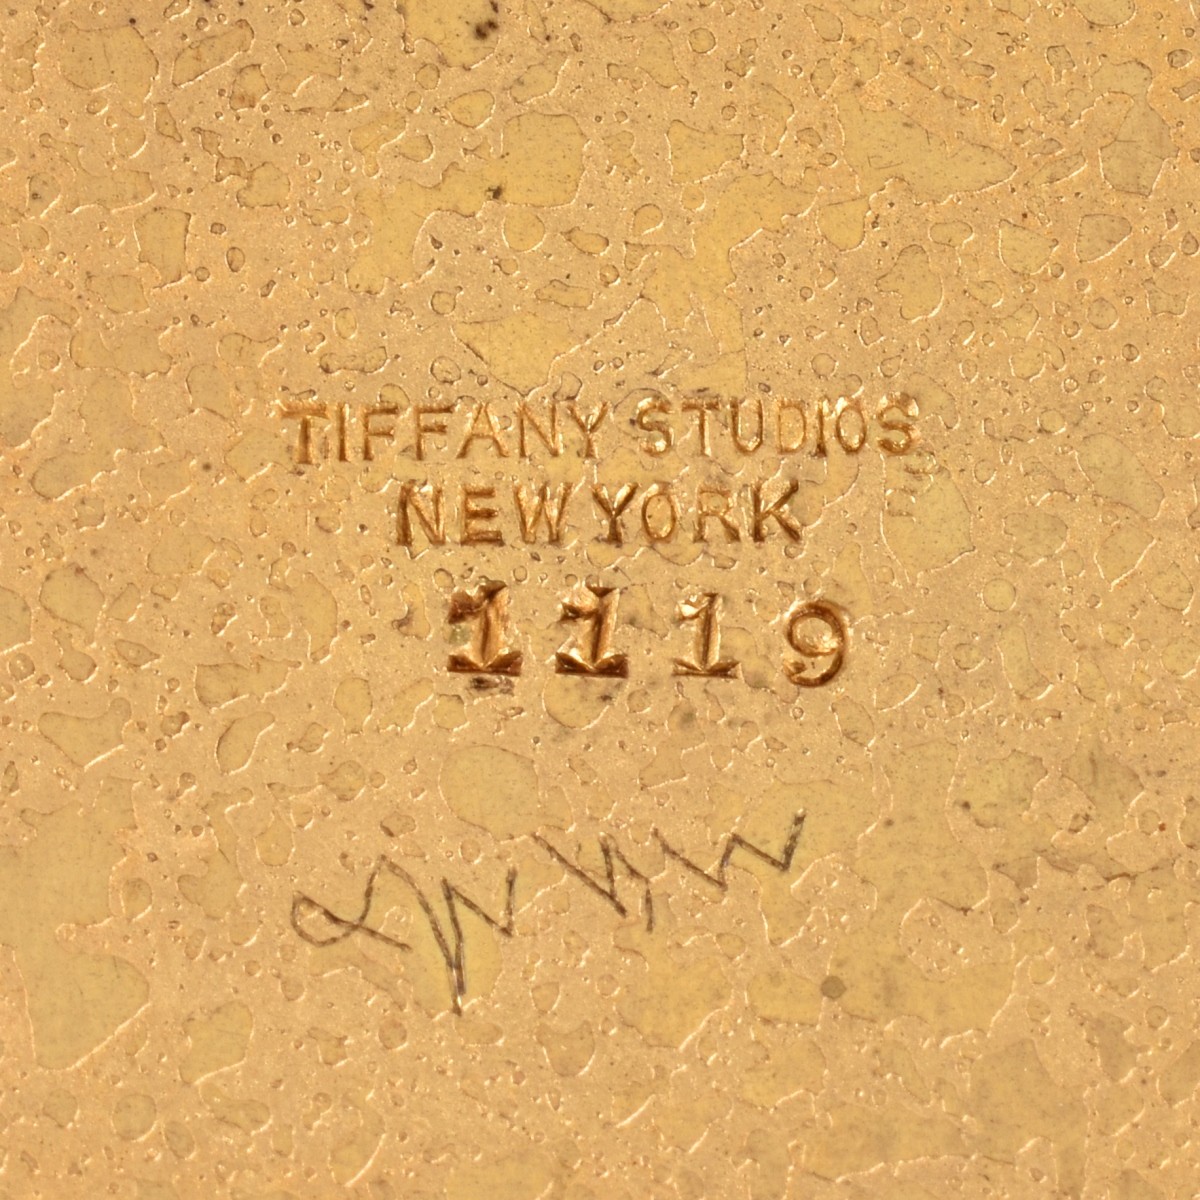 TIFFANY STUDIOS
NEW YORK
1119